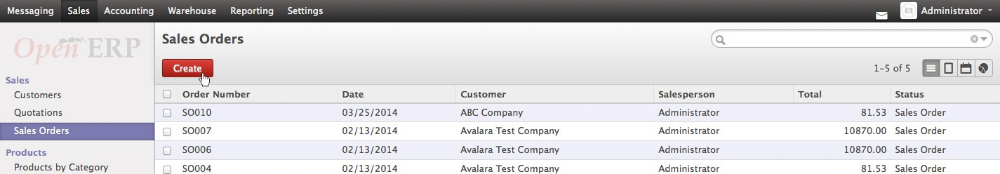 Messaging Sales Accounting Warehouse Reporting Settings Administrator
Open ERP
Sales
Customers
Quotations
Sales Orders
Products
Products by Category
Sales Orders
Create
1-5 of 5
Order Number Date Customer Salesperson Total Status
SO010 03/25/2014 ABC Company Administrator 81.53 Sales Order
SO007 02/13/2014 Avalara Test Company Administrator 10870.00 Sales Order
SO006 02/13/2014 Avalara Test Company Administrator 10870.00 Sales Order
SO004 02/13/2014 Avalara Test Company Administrator 81.53 Sales Order